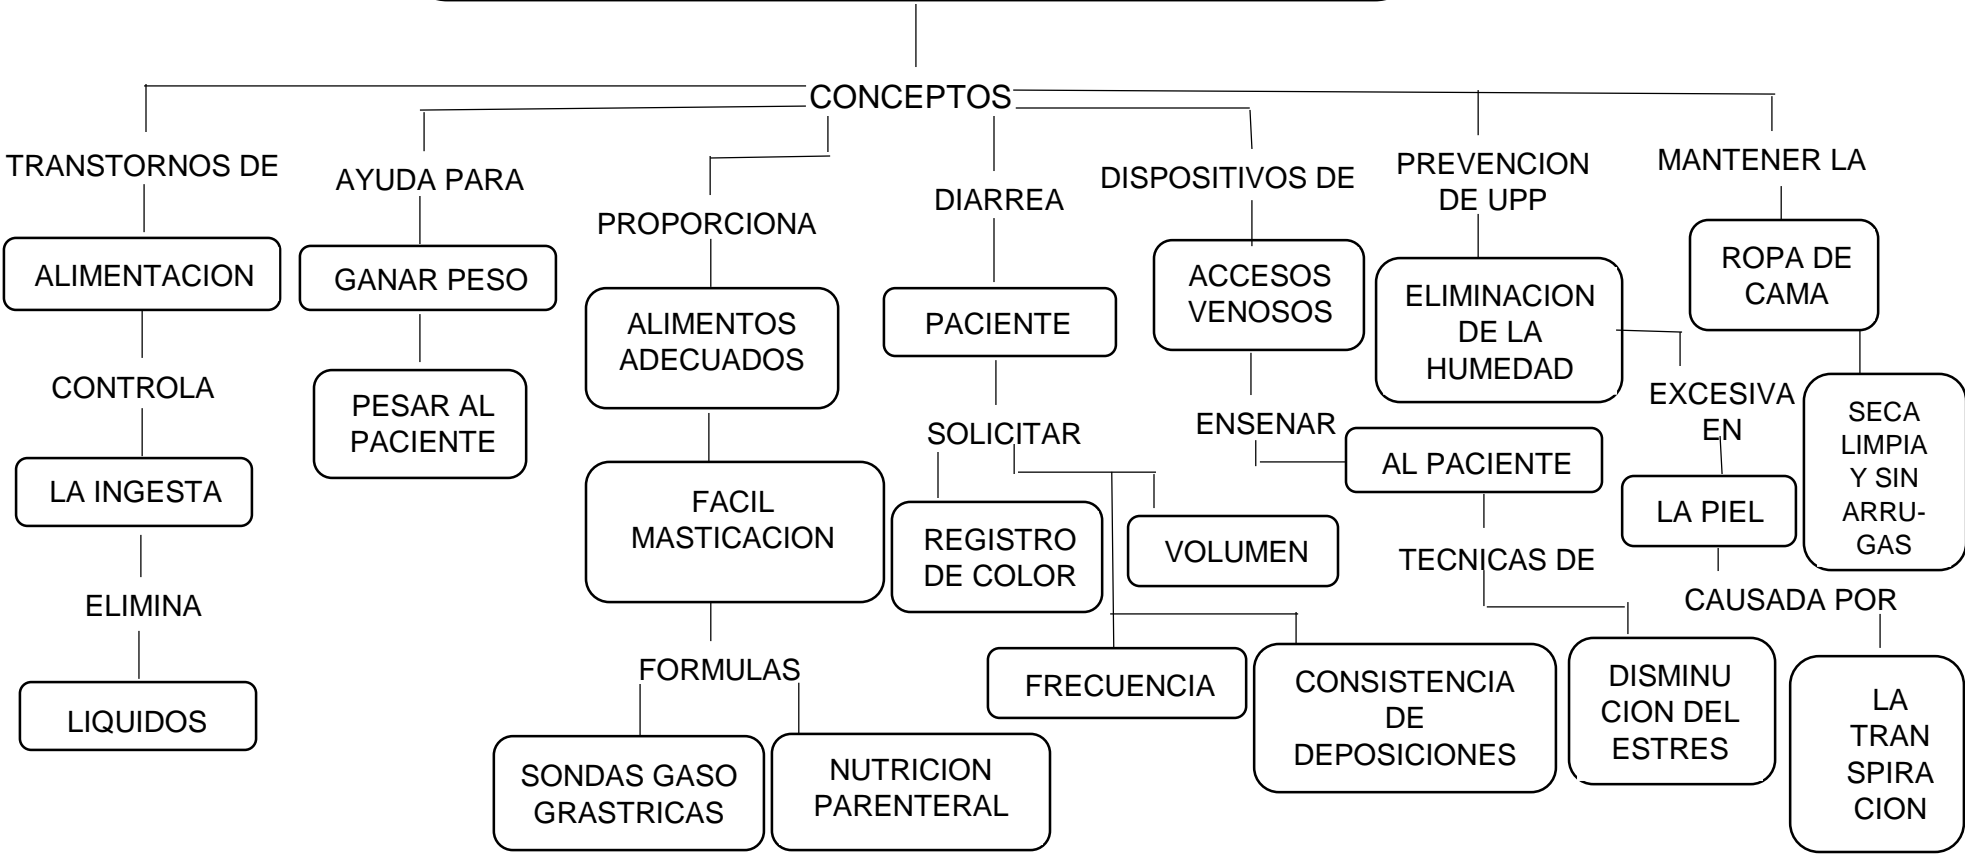 CONCEPTOS
TRANSTORNOS DE
ALIMENTACION
CONTROLA
LA INGESTA
ELIMINA
LIQUIDOS
AYUDA PARA
GANAR PESO
PESAR AL
PACIENTE
PROPORCIONA
ALIMENTOS
ADECUADOS
FACIL
MASTICACION
FORMULAS
SONDAS GASO
GRASTRICAS
NUTRICION
PARENTERAL
DIARREA
PACIENTE
SOLICITAR
REGISTRO
DE COLOR
VOLUMEN
FRECUENCIA
CONSISTENCIA
DE
DEPOSICIONES
DISPOSITIVOS DE
ACCESOS
VENOSOS
ENSENAR
AL PACIENTE
TECNICAS DE
DISMINU
CION DEL
ESTRES
PREVENCION
DE UPP
ELIMINACION
DE LA
HUMEDAD
EXCESIVA
EN
LA PIEL
CAUSADA POR
LA
TRAN
SPIRA
CION
MANTENER LA
ROPA DE
CAMA
SECA
LIMPIA
Y SIN
ARRU-
GAS